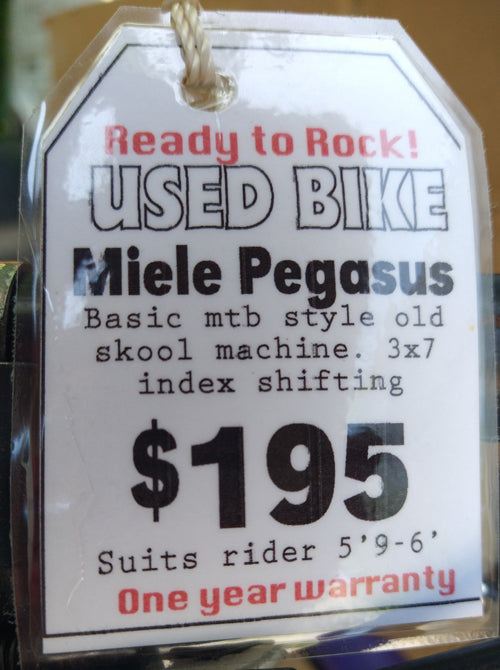 Ready to Rock!
USED BIKE
Miele Pegasus
Basic mtb style old
skool machine. 3x7
index shifting
$195
Suits rider 5'9-6'
One year warranty